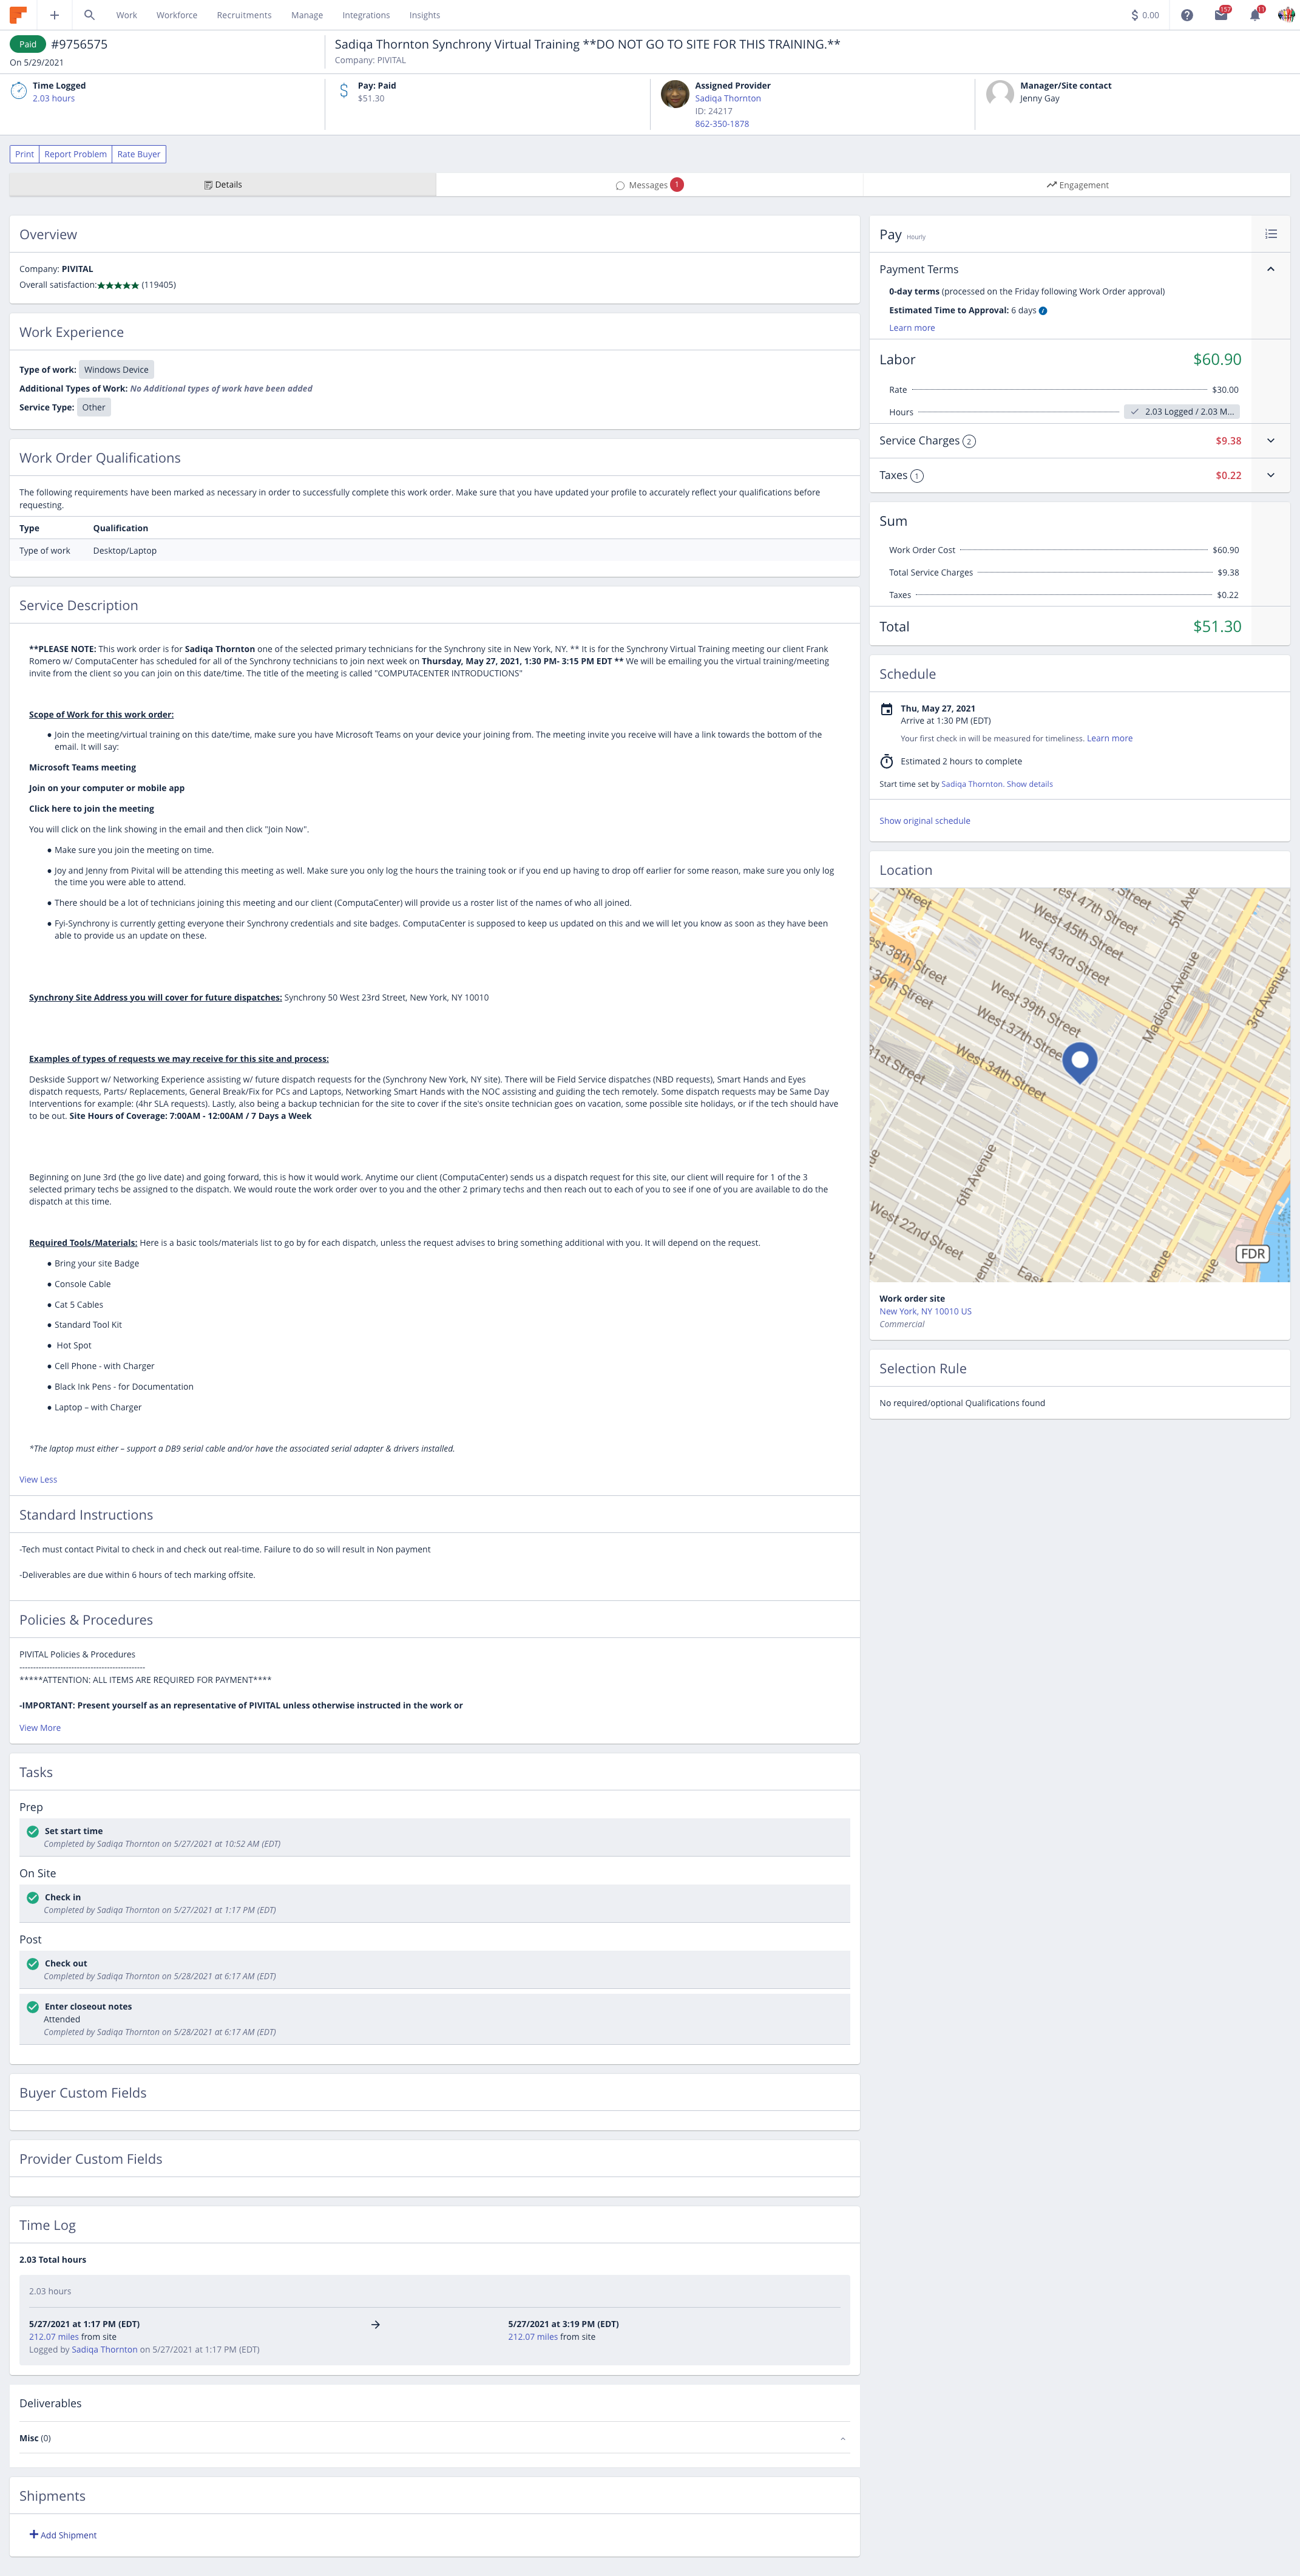 Work Workforce Recruitments Manage Integrations Insights
0.00 157 11
Paid #9756575
On 5/29/2021
Sadiqa Thornton Synchrony Virtual Training **DO NOT GO TO SITE FOR THIS TRAINING.**
Company: PIVITAL
Time Logged
2.03 hours
Pay: Paid
$51.30
Assigned Provider
Sadiqa Thornton
ID: 24217
862-350-1878
Manager/Site contact
Jenny Gay
Print Report Problem Rate Buyer
Details Messages 1 Engagement
Overview
Company: PIVITAL
Overall satisfaction:★★★★★ (119405)
Work Experience
Type of work: Windows Device
Additional Types of Work: No Additional types of work have been added
Service Type: Other
Work Order Qualifications
The following requirements have been marked as necessary in order to successfully complete this work order. Make sure that you have updated your profile to accurately reflect your qualifications before
requesting.
Type Qualification
Type of work Desktop/Laptop
Service Description
**PLEASE NOTE: This work order is for Sadiqa Thornton one of the selected primary technicians for the Synchrony site in New York, NY. ** It is for the Synchrony Virtual Training meeting our client Frank
Romero w/ ComputaCenter has scheduled for all of the Synchrony technicians to join next week on Thursday, May 27, 2021, 1:30 PM- 3:15 PM EDT ** We will be emailing you the virtual training/meeting
invite from the client so you can join on this date/time. The title of the meeting is called "COMPUTACENTER INTRODUCTIONS"
Scope of Work for this work order:
● Join the meeting/virtual training on this date/time, make sure you have Microsoft Teams on your device your joining from. The meeting invite you receive will have a link towards the bottom of the
email. It will say:
Microsoft Teams meeting
Join on your computer or mobile app
Click here to join the meeting
You will click on the link showing in the email and then click "Join Now".
● Make sure you join the meeting on time.
● Joy and Jenny from Pivital will be attending this meeting as well. Make sure you only log the hours the training took or if you end up having to drop off earlier for some reason, make sure you only log
the time you were able to attend.
● There should be a lot of technicians joining this meeting and our client (ComputaCenter) will provide us a roster list of the names of who all joined.
● Fyi-Synchrony is currently getting everyone their Synchrony credentials and site badges. ComputaCenter is supposed to keep us updated on this and we will let you know as soon as they have been
able to provide us an update on these.
Synchrony Site Address you will cover for future dispatches: Synchrony 50 West 23rd Street, New York, NY 10010
Examples of types of requests we may receive for this site and process:
Deskside Support w/ Networking Experience assisting w/ future dispatch requests for the (Synchrony New York, NY site). There will be Field Service dispatches (NBD requests), Smart Hands and Eyes
dispatch requests, Parts/ Replacements, General Break/Fix for PCs and Laptops, Networking Smart Hands with the NOC assisting and guiding the tech remotely. Some dispatch requests may be Same Day
Interventions for example: (4hr SLA requests). Lastly, also being a backup technician for the site to cover if the site's onsite technician goes on vacation, some possible site holidays, or if the tech should have
to be out. Site Hours of Coverage: 7:00AM - 12:00AM / 7 Days a Week
Beginning on June 3rd (the go live date) and going forward, this is how it would work. Anytime our client (ComputaCenter) sends us a dispatch request for this site, our client will require for 1 of the 3
selected primary techs be assigned to the dispatch. We would route the work order over to you and the other 2 primary techs and then reach out to each of you to see if one of you are available to do the
dispatch at this time.
Required Tools/Materials: Here is a basic tools/materials list to go by for each dispatch, unless the request advises to bring something additional with you. It will depend on the request.
● Bring your site Badge
● Console Cable
● Cat 5 Cables
● Standard Tool Kit
● Hot Spot
● Cell Phone - with Charger
● Black Ink Pens - for Documentation
● Laptop – with Charger
*The laptop must either – support a DB9 serial cable and/or have the associated serial adapter & drivers installed.
View Less
Standard Instructions
-Tech must contact Pivital to check in and check out real-time. Failure to do so will result in Non payment
-Deliverables are due within 6 hours of tech marking offsite.
Policies & Procedures
PIVITAL Policies & Procedures
----------------------------------------------
*****ATTENTION: ALL ITEMS ARE REQUIRED FOR PAYMENT****
-IMPORTANT: Present yourself as an representative of PIVITAL unless otherwise instructed in the work or
View More
Tasks
Prep
Set start time
Completed by Sadiqa Thornton on 5/27/2021 at 10:52 AM (EDT)
On Site
Check in
Completed by Sadiqa Thornton on 5/27/2021 at 1:17 PM (EDT)
Post
Check out
Completed by Sadiqa Thornton on 5/28/2021 at 6:17 AM (EDT)
Enter closeout notes
Attended
Completed by Sadiqa Thornton on 5/28/2021 at 6:17 AM (EDT)
Buyer Custom Fields
Provider Custom Fields
Time Log
2.03 Total hours
2.03 hours
5/27/2021 at 1:17 PM (EDT) → 5/27/2021 at 3:19 PM (EDT)
212.07 miles from site 212.07 miles from site
Logged by Sadiqa Thornton on 5/27/2021 at 1:17 PM (EDT)
Deliverables
Misc (0)
Shipments
+ Add Shipment
Pay Hourly
Payment Terms
0-day terms (processed on the Friday following Work Order approval)
Estimated Time to Approval: 6 days
Learn more
Labor $60.90
Rate $30.00
Hours 2.03 Logged / 2.03 M...
Service Charges 2 $9.38
Taxes 1 $0.22
Sum
Work Order Cost $60.90
Total Service Charges $9.38
Taxes $0.22
Total $51.30
Schedule
Thu, May 27, 2021
Arrive at 1:30 PM (EDT)
Your first check in will be measured for timeliness. Learn more
Estimated 2 hours to complete
Start time set by Sadiqa Thornton. Show details
Show original schedule
Location
West 47th Street
5th Ave
West 45th Street
West 43rd Street
est 38th Street
36th Street
West 39th Street
West 37th Street
Madison Avenue
3rd Avenue
31st Street
West 34th Street
6th Avenue
West 22nd Street
FDR
Work order site
New York, NY 10010 US
Commercial
Selection Rule
No required/optional Qualifications found